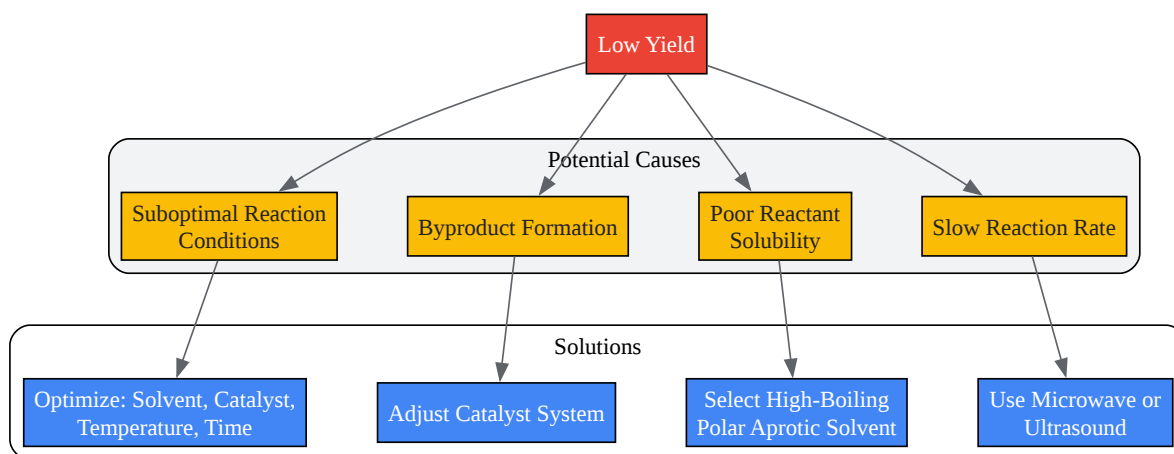 Low Yield
Potential Causes
Suboptimal Reaction
Conditions
Byproduct Formation
Poor Reactant
Solubility
Slow Reaction Rate
Solutions
Optimize: Solvent, Catalyst,
Temperature, Time
Adjust Catalyst System
Select High-Boiling
Polar Aprotic Solvent
Use Microwave or
Ultrasound